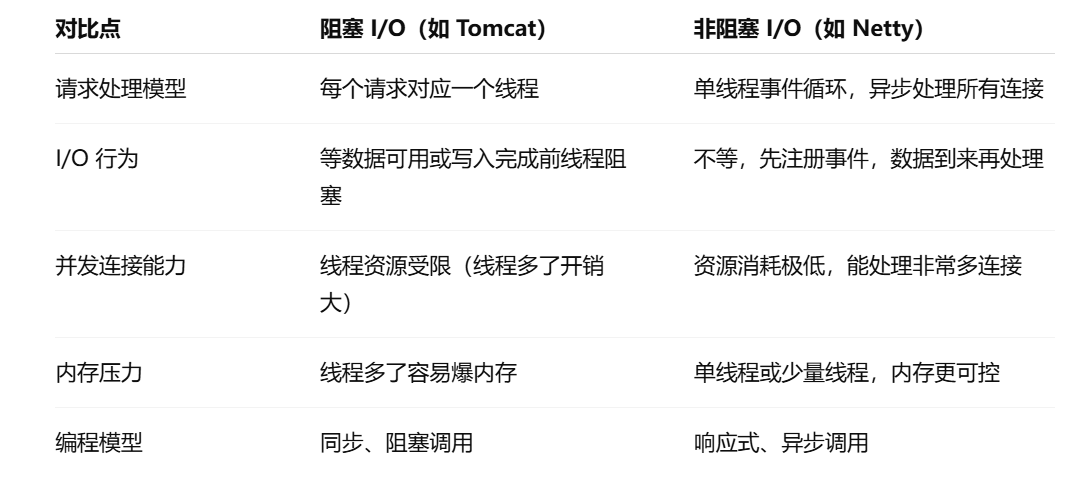 对比点 阻塞 I/O（如 Tomcat） 非阻塞 I/O（如 Netty）
请求处理模型 每个请求对应一个线程 单线程事件循环，异步处理所有连接
I/O 行为 等数据可用或写入完成前线程阻 不等，先注册事件，数据到来再处理
塞
并发连接能力 线程资源受限（线程多了开销 资源消耗极低，能处理非常多连接
大）
内存压力 线程多了容易爆内存 单线程或少量线程，内存更可控
编程模型 同步、阻塞调用 响应式、异步调用